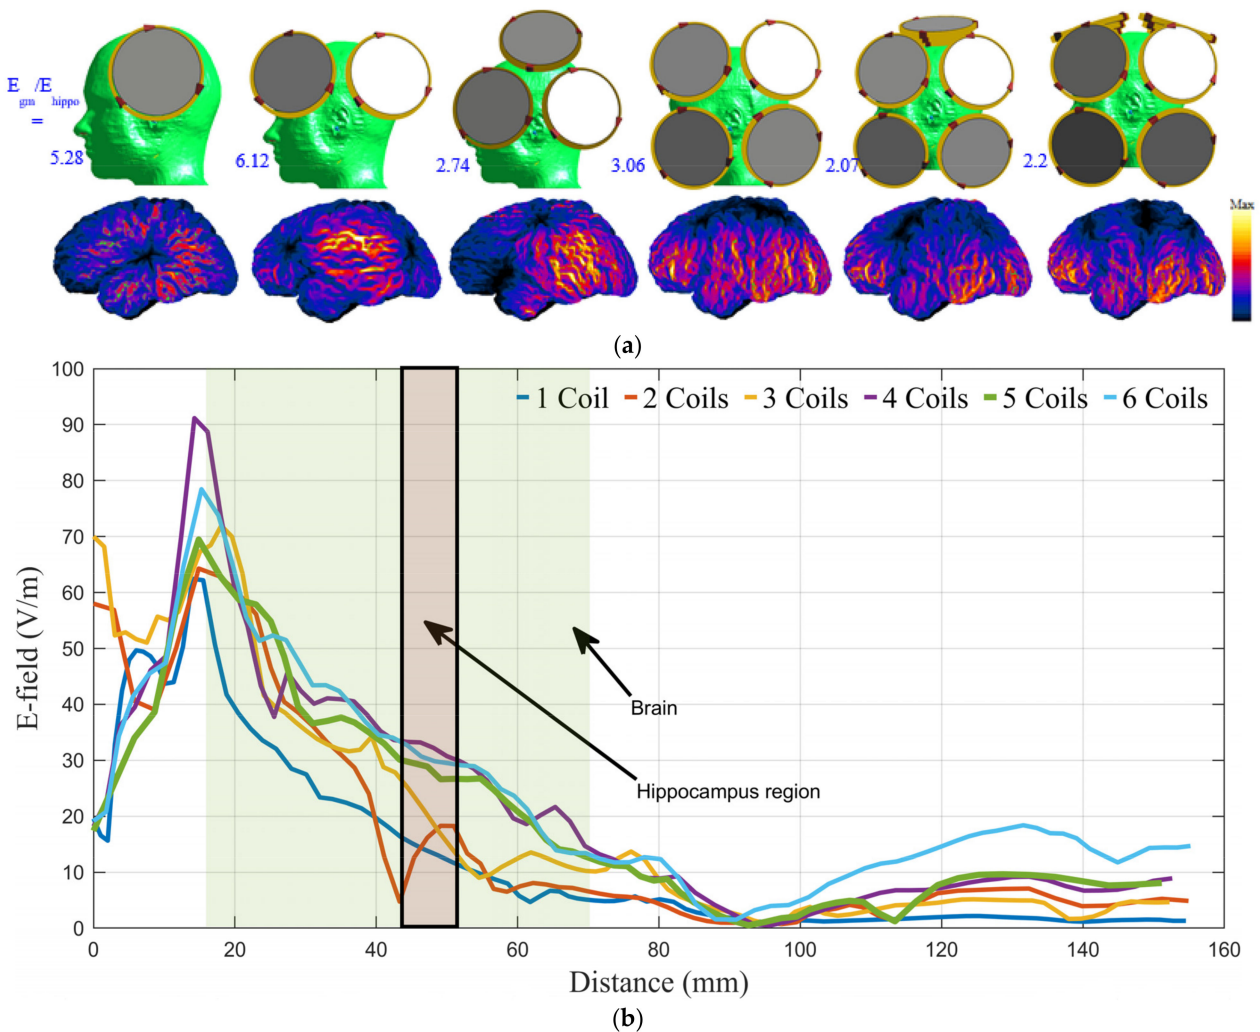 E gm /E hippo
=
5.28 6.12 2.74 3.06 2.07 2.2
Max
(a)
1 Coil 2 Coils 3 Coils 4 Coils 5 Coils 6 Coils
100
90
80
70
60
50
40
30
20
10
0
E-field (V/m)
Brain
Hippocampus region
0 20 40 60 80 100 120 140 160
Distance (mm)
(b)